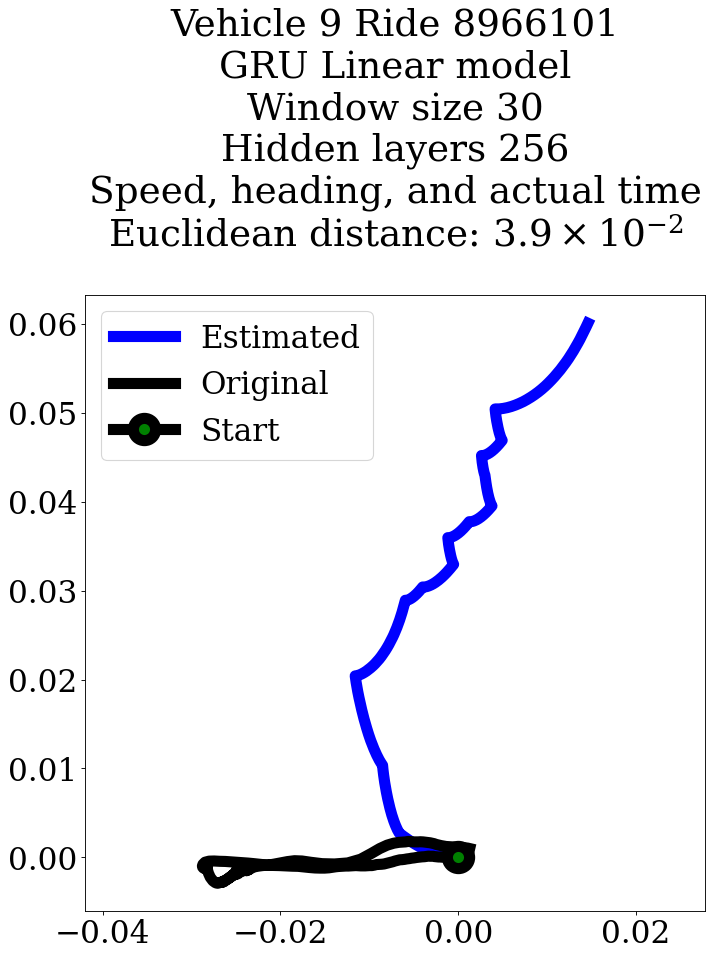 Vehicle 9 Ride 8966101
GRU Linear model
Window size 30
Hidden layers 256
Speed, heading, and actual time
Euclidean distance: 3.9 × 10⁻²
Estimated
Original
Start
0.06
0.05
0.04
0.03
0.02
0.01
0.00
−0.04 −0.02 0.00 0.02